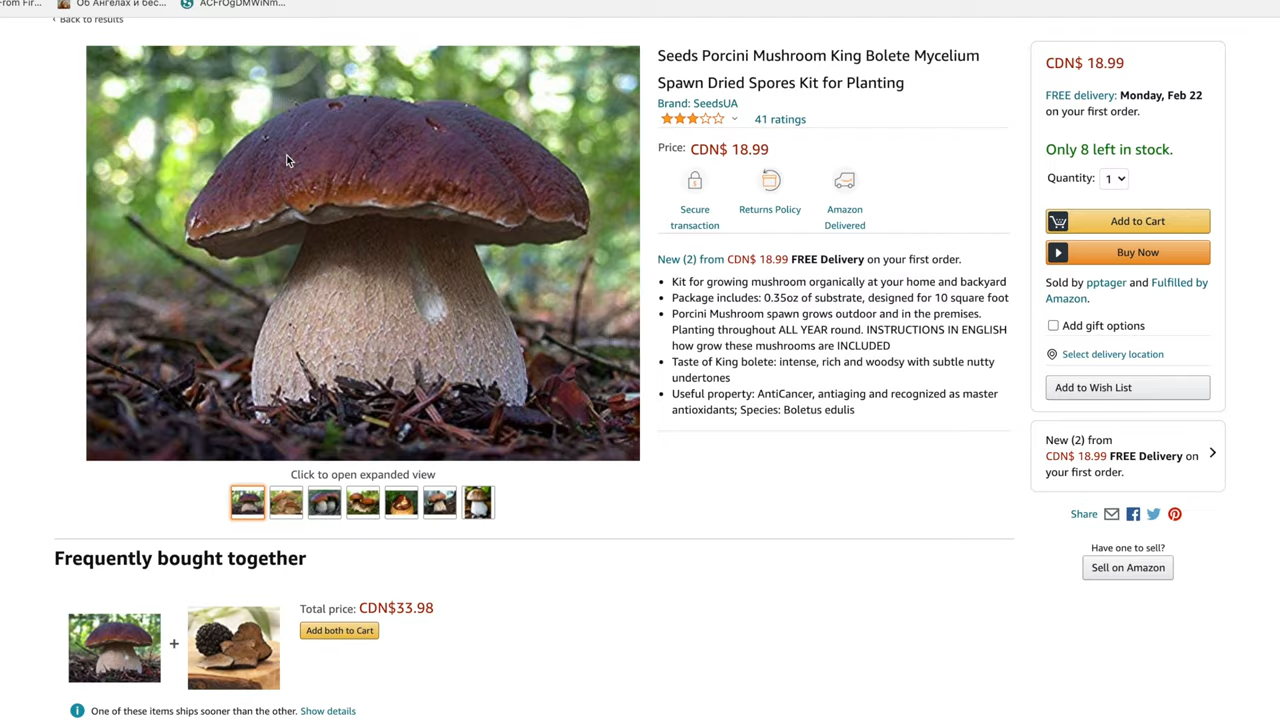 Об Ангелах и бес...
ACFrOgDMWiNm...
Back to results
Seeds Porcini Mushroom King Bolete Mycelium
Spawn Dried Spores Kit for Planting
Brand: SeedsUA
41 ratings
Price: CDN$ 18.99
Secure
transaction
Returns Policy
Amazon
Delivered
New (2) from CDN$ 18.99 FREE Delivery on your first order.
Kit for growing mushroom organically at your home and backyard
Package includes: 0.35oz of substrate, designed for 10 square foot
Porcini Mushroom spawn grows outdoor and in the premises.
Planting throughout ALL YEAR round. INSTRUCTIONS IN ENGLISH
how grow these mushrooms are INCLUDED
Taste of King bolete: intense, rich and woodsy with subtle nutty
undertones
Useful property: AntiCancer, antiaging and recognized as master
antioxidants; Species: Boletus edulis
CDN$ 18.99
FREE delivery: Monday, Feb 22
on your first order.
Only 8 left in stock.
Quantity: 1
Add to Cart
Buy Now
Sold by pptager and Fulfilled by
Amazon.
Add gift options
Select delivery location
Add to Wish List
New (2) from
CDN$ 18.99 FREE Delivery on
your first order.
Share
Have one to sell?
Sell on Amazon
Click to open expanded view
Frequently bought together
Total price: CDN$33.98
Add both to Cart
+
One of these items ships sooner than the other. Show details